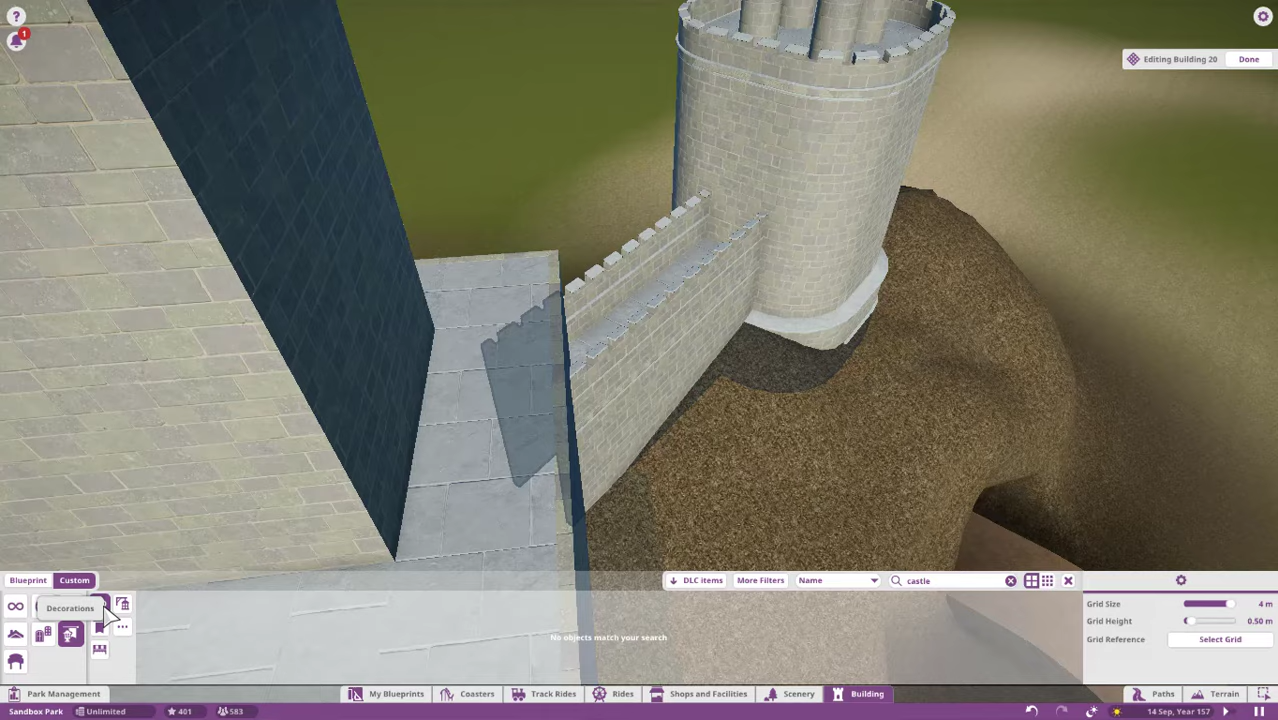 ?
1
Editing Building 20
Done
Blueprint
Custom
DLC items
More Filters
Name
castle
Decorations
No objects match your search
Grid Size
4 m
Grid Height
0.50 m
Grid Reference
Select Grid
Park Management
My Blueprints
Coasters
Track Rides
Rides
Shops and Facilities
Scenery
Building
Paths
Terrain
Sandbox Park
Unlimited
401
583
14 Sep, Year 157